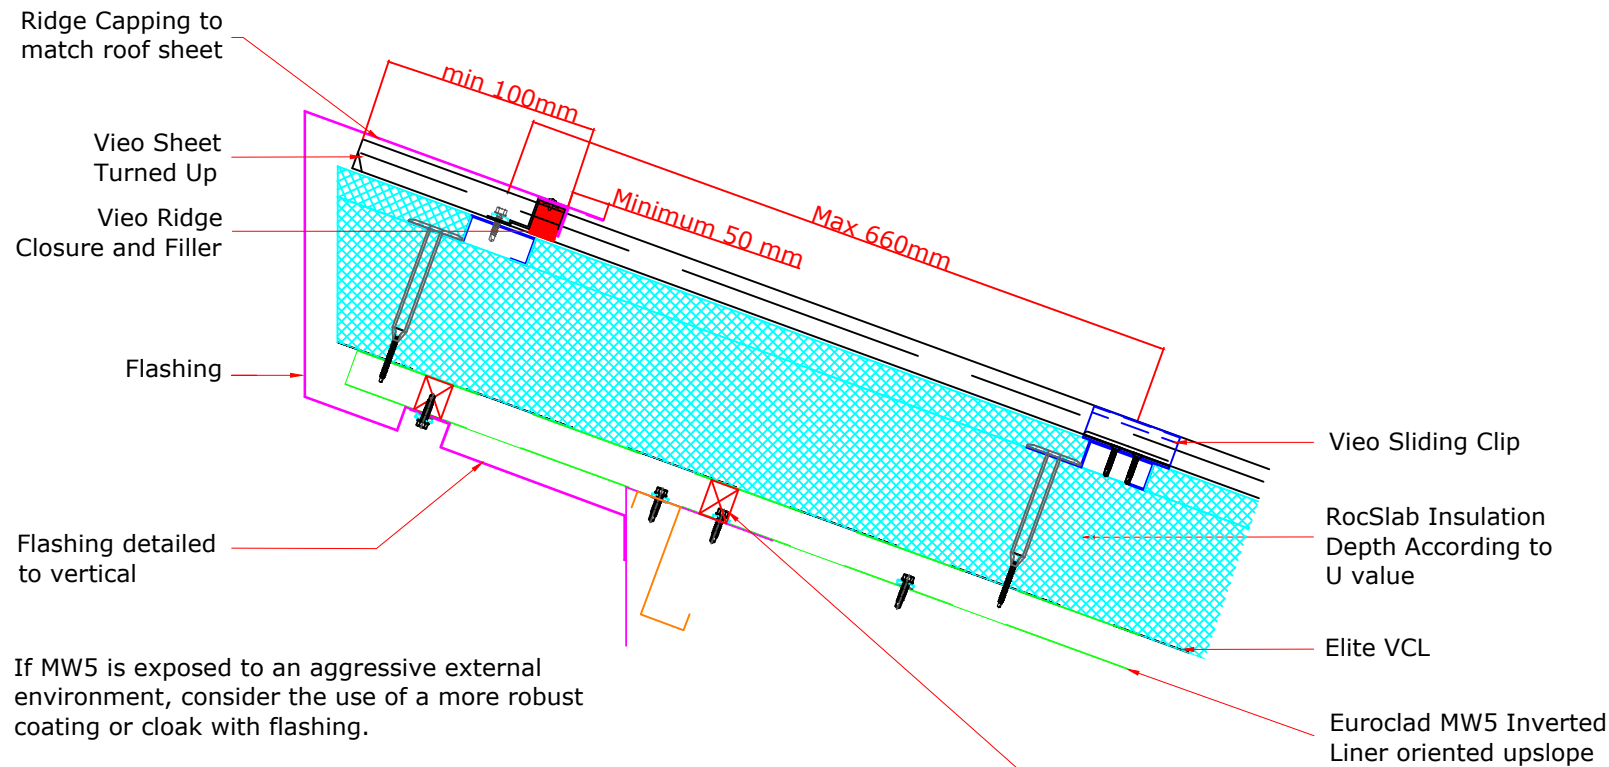 Ridge Capping to
match roof sheet
min 100mm
Vieo Sheet
Turned Up
Vieo Ridge
Closure and Filler
Minimum 50 mm
Max 660mm
Flashing
Vieo Sliding Clip
RocSlab Insulation
Depth According to
U value
Flashing detailed
to vertical
Elite VCL
If MW5 is exposed to an aggressive external
environment, consider the use of a more robust
coating or cloak with flashing.
Euroclad MW5 Inverted
Liner oriented upslope